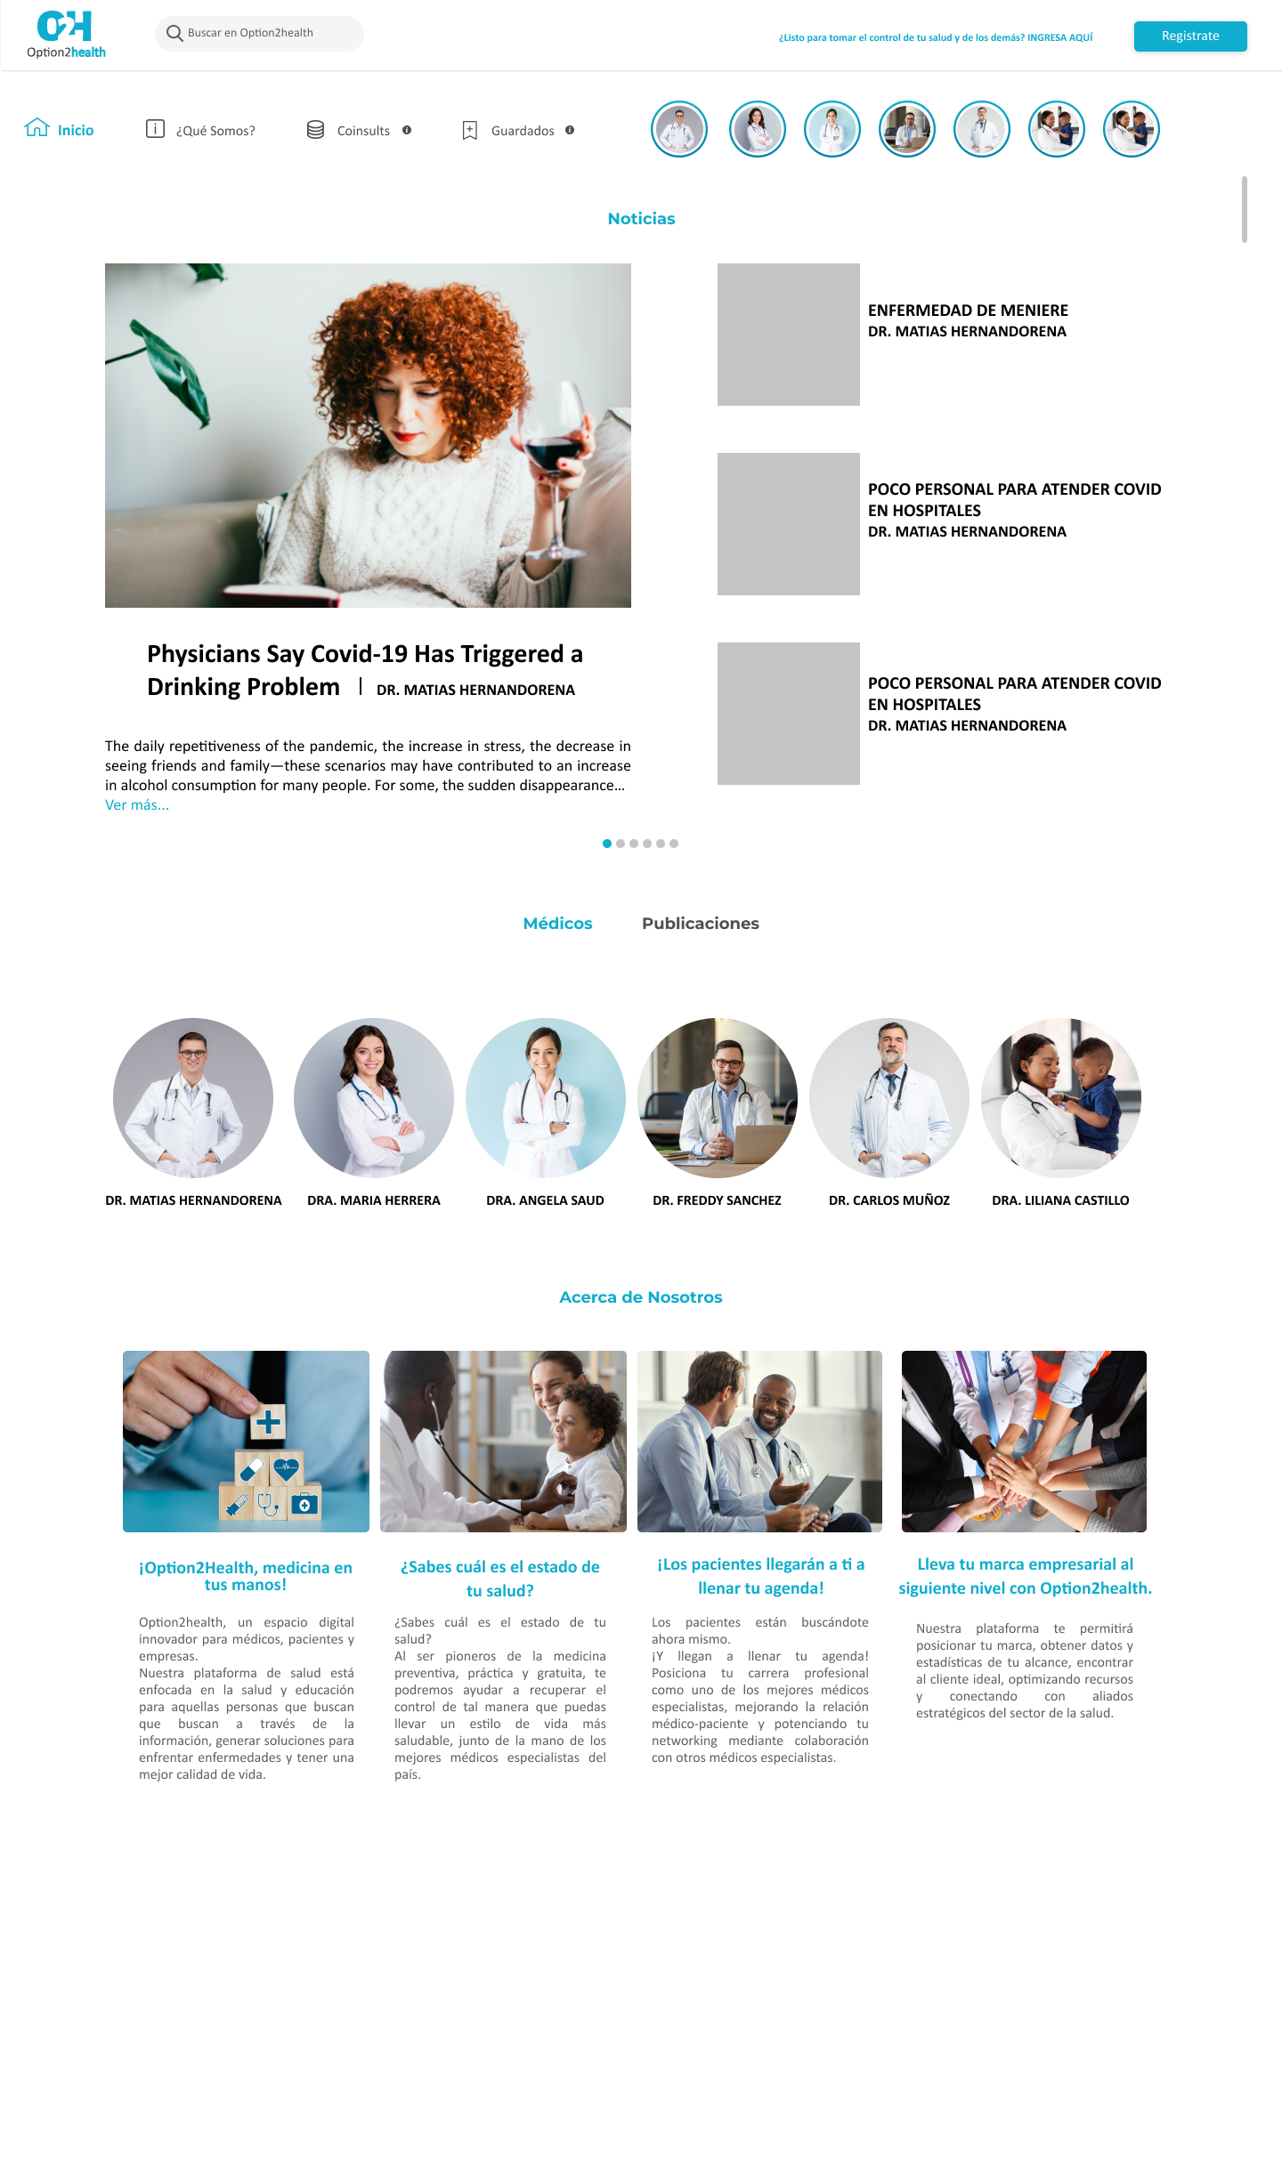 O2H
Option2health
Buscar en Option2health
¿Listo para tomar el control de tu salud y de los demás? INGRESA AQUÍ
Registrate
Inicio
¿Qué Somos?
Coinsults
Guardados
Noticias
ENFERMEDAD DE MENIERE
DR. MATIAS HERNANDORENA
POCO PERSONAL PARA ATENDER COVID
EN HOSPITALES
DR. MATIAS HERNANDORENA
POCO PERSONAL PARA ATENDER COVID
EN HOSPITALES
DR. MATIAS HERNANDORENA
Physicians Say Covid-19 Has Triggered a
Drinking Problem | DR. MATIAS HERNANDORENA
The daily repetitiveness of the pandemic, the increase in stress, the decrease in
seeing friends and family—these scenarios may have contributed to an increase
in alcohol consumption for many people. For some, the sudden disappearance...
Ver más...
Médicos
Publicaciones
DR. MATIAS HERNANDORENA
DRA. MARIA HERRERA
DRA. ANGELA SAUD
DR. FREDDY SANCHEZ
DR. CARLOS MUÑOZ
DRA. LILIANA CASTILLO
Acerca de Nosotros
¡Option2Health, medicina en
tus manos!
Option2health, un espacio digital
innovador para médicos, pacientes y
empresas.
Nuestra plataforma de salud está
enfocada en la salud y educación
para aquellas personas que buscan
que buscan a través de la
información, generar soluciones para
enfrentar enfermedades y tener una
mejor calidad de vida.
¿Sabes cuál es el estado de
tu salud?
¿Sabes cuál es el estado de tu
salud?
Al ser pioneros de la medicina
preventiva, práctica y gratuita, te
podremos ayudar a recuperar el
control de tal manera que puedas
llevar un estilo de vida más
saludable, junto de la mano de los
mejores médicos especialistas del
país.
¡Los pacientes llegarán a ti a
llenar tu agenda!
Los pacientes están buscándote
ahora mismo.
¡Y llegan a llenar tu agenda!
Posiciona tu carrera profesional
como uno de los mejores médicos
especialistas, mejorando la relación
médico-paciente y potenciando tu
networking mediante colaboración
con otros médicos especialistas.
Lleva tu marca empresarial al
siguiente nivel con Option2health.
Nuestra plataforma te permitirá
posicionar tu marca, obtener datos y
estadísticas de tu alcance, encontrar
al cliente ideal, optimizando recursos
y conectando con aliados
estratégicos del sector de la salud.